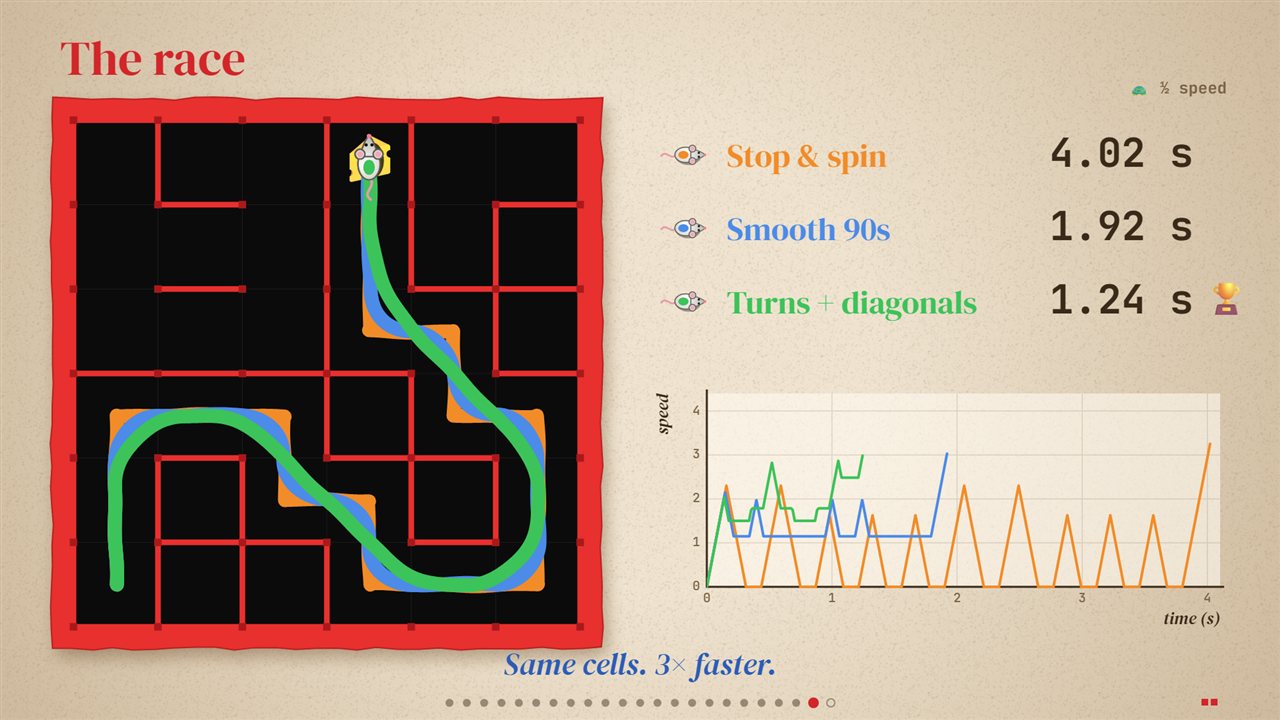 The race
½ speed
Stop & spin 4.02 s
Smooth 90s 1.92 s
Turns + diagonals 1.24 s
speed
4
3
2
1
0
0 1 2 3 4
time (s)
Same cells. 3× faster.